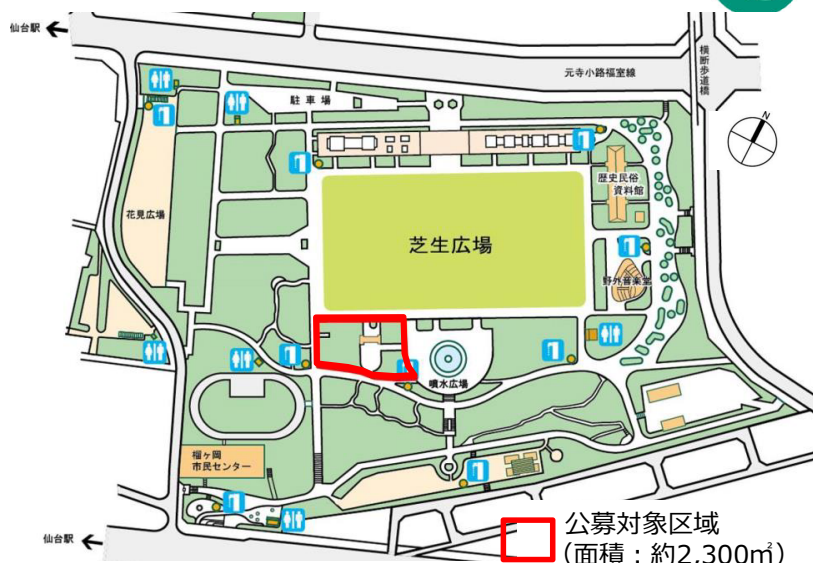 仙台駅
元寺小路福室線
横断歩道橋
駐車場
N
歴史民俗
資料館
花見広場
芝生広場
野外音楽堂
噴水広場
榴ヶ岡
市民センター
仙台駅
公募対象区域
(面積：約2,300㎡)